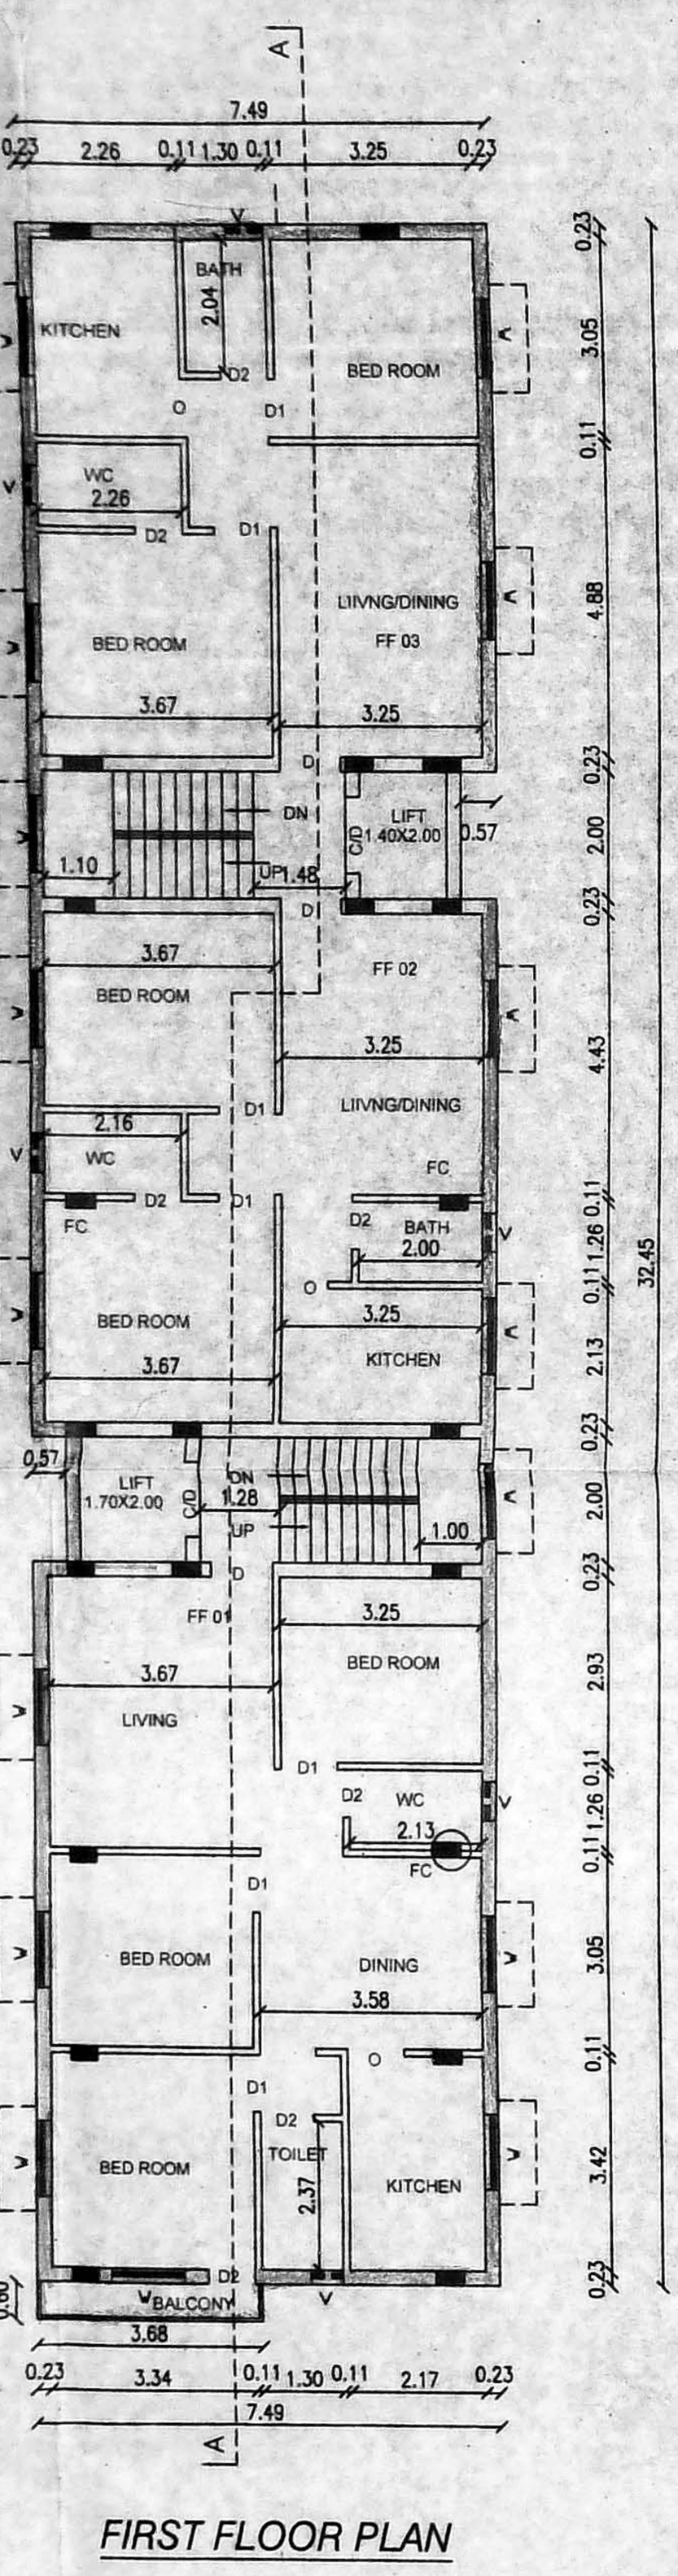 A
7.49
0.23 2.26 0.11 1.30 0.11 3.25 0.23
V
0.23
BATH
2.04
KITCHEN
V
3.05
BED ROOM
D2
O
D1
0.11
WC
V
2.26
D2
D1
LIIVNG/DINING
V
4.88
FF 03
BED ROOM
V
3.67
3.25
D
0.23
DN
LIFT
1.40X2.00
C/D
0.57
2.00
V
1.10
UP
1.48
D
0.23
3.67
FF 02
BED ROOM
V
V
3.25
4.43
D1
LIIVNG/DINING
2.16
V
WC
FC
D2
D1
0.11
FC
D2
BATH
V
2.00
1.26
32.45
O
0.11
V
3.25
V
BED ROOM
KITCHEN
2.13
3.67
0.23
0.57
LIFT
1.70X2.00
C/D
DN
1.28
UP
V
1.00
2.00
D
0.23
FF 01
3.25
BED ROOM
3.67
2.93
V
LIVING
D1
0.11
D2
WC
V
1.26
2.13
0.11
FC
D1
V
BED ROOM
DINING
V
3.05
3.58
O
0.11
D1
D2
TOILET
V
BED ROOM
2.37
KITCHEN
V
3.42
D2
0.23
V
BALCONY
V
3.68
0.23 3.34 0.11 1.30 0.11 2.17 0.23
7.49
A
FIRST FLOOR PLAN